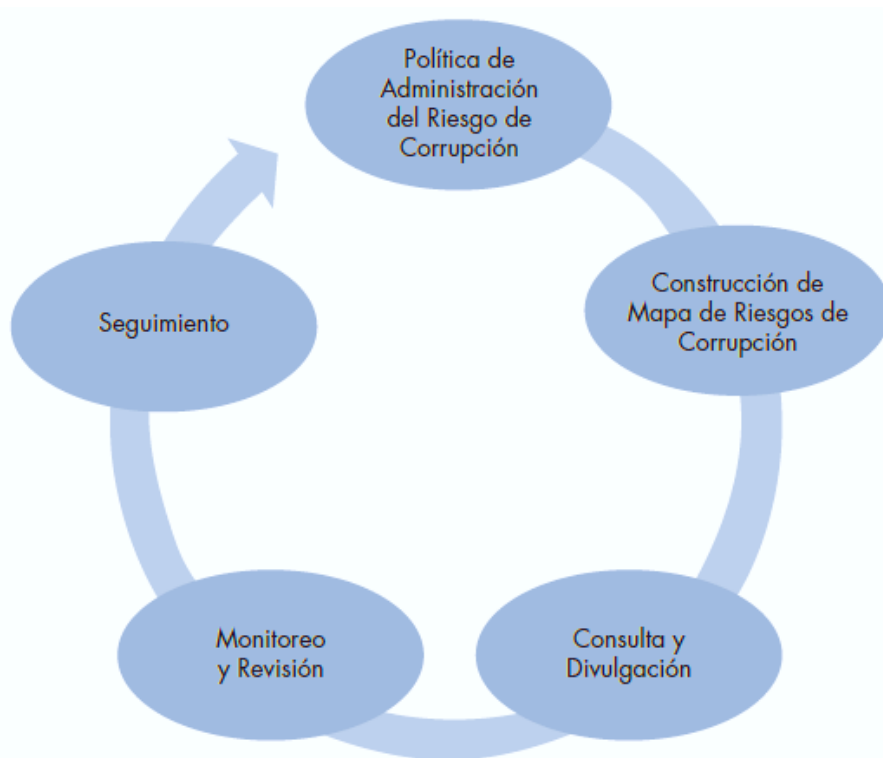 Política de
Administración
del Riesgo de
Corrupción
Construcción de
Mapa de Riesgos de
Corrupción
Consulta y
Divulgación
Monitoreo
y Revisión
Seguimiento